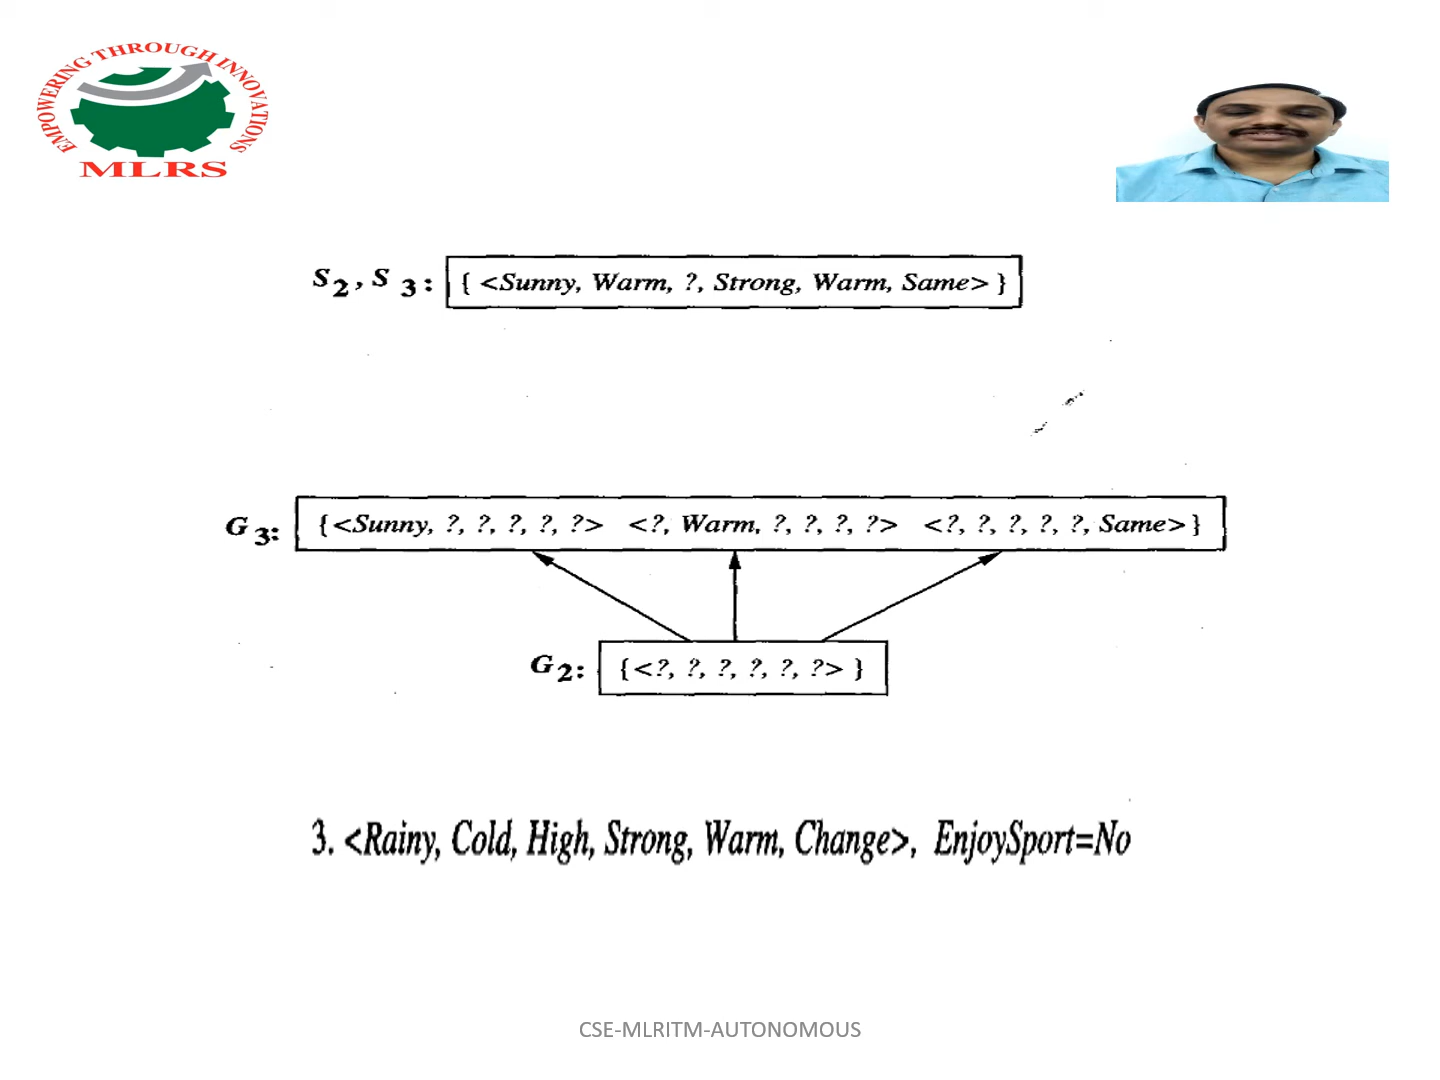 EMPOWERING THROUGH INNOVATIONS
MLRS
S2, S3: { <Sunny, Warm, ?, Strong, Warm, Same> }
G3: {<Sunny, ?, ?, ?, ?, ?> <?, Warm, ?, ?, ?, ?> <?, ?, ?, ?, ?, Same>}
G2: {<?, ?, ?, ?, ?, ?> }
3. <Rainy, Cold, High, Strong, Warm, Change>, EnjoySport=No
CSE-MLRITM-AUTONOMOUS